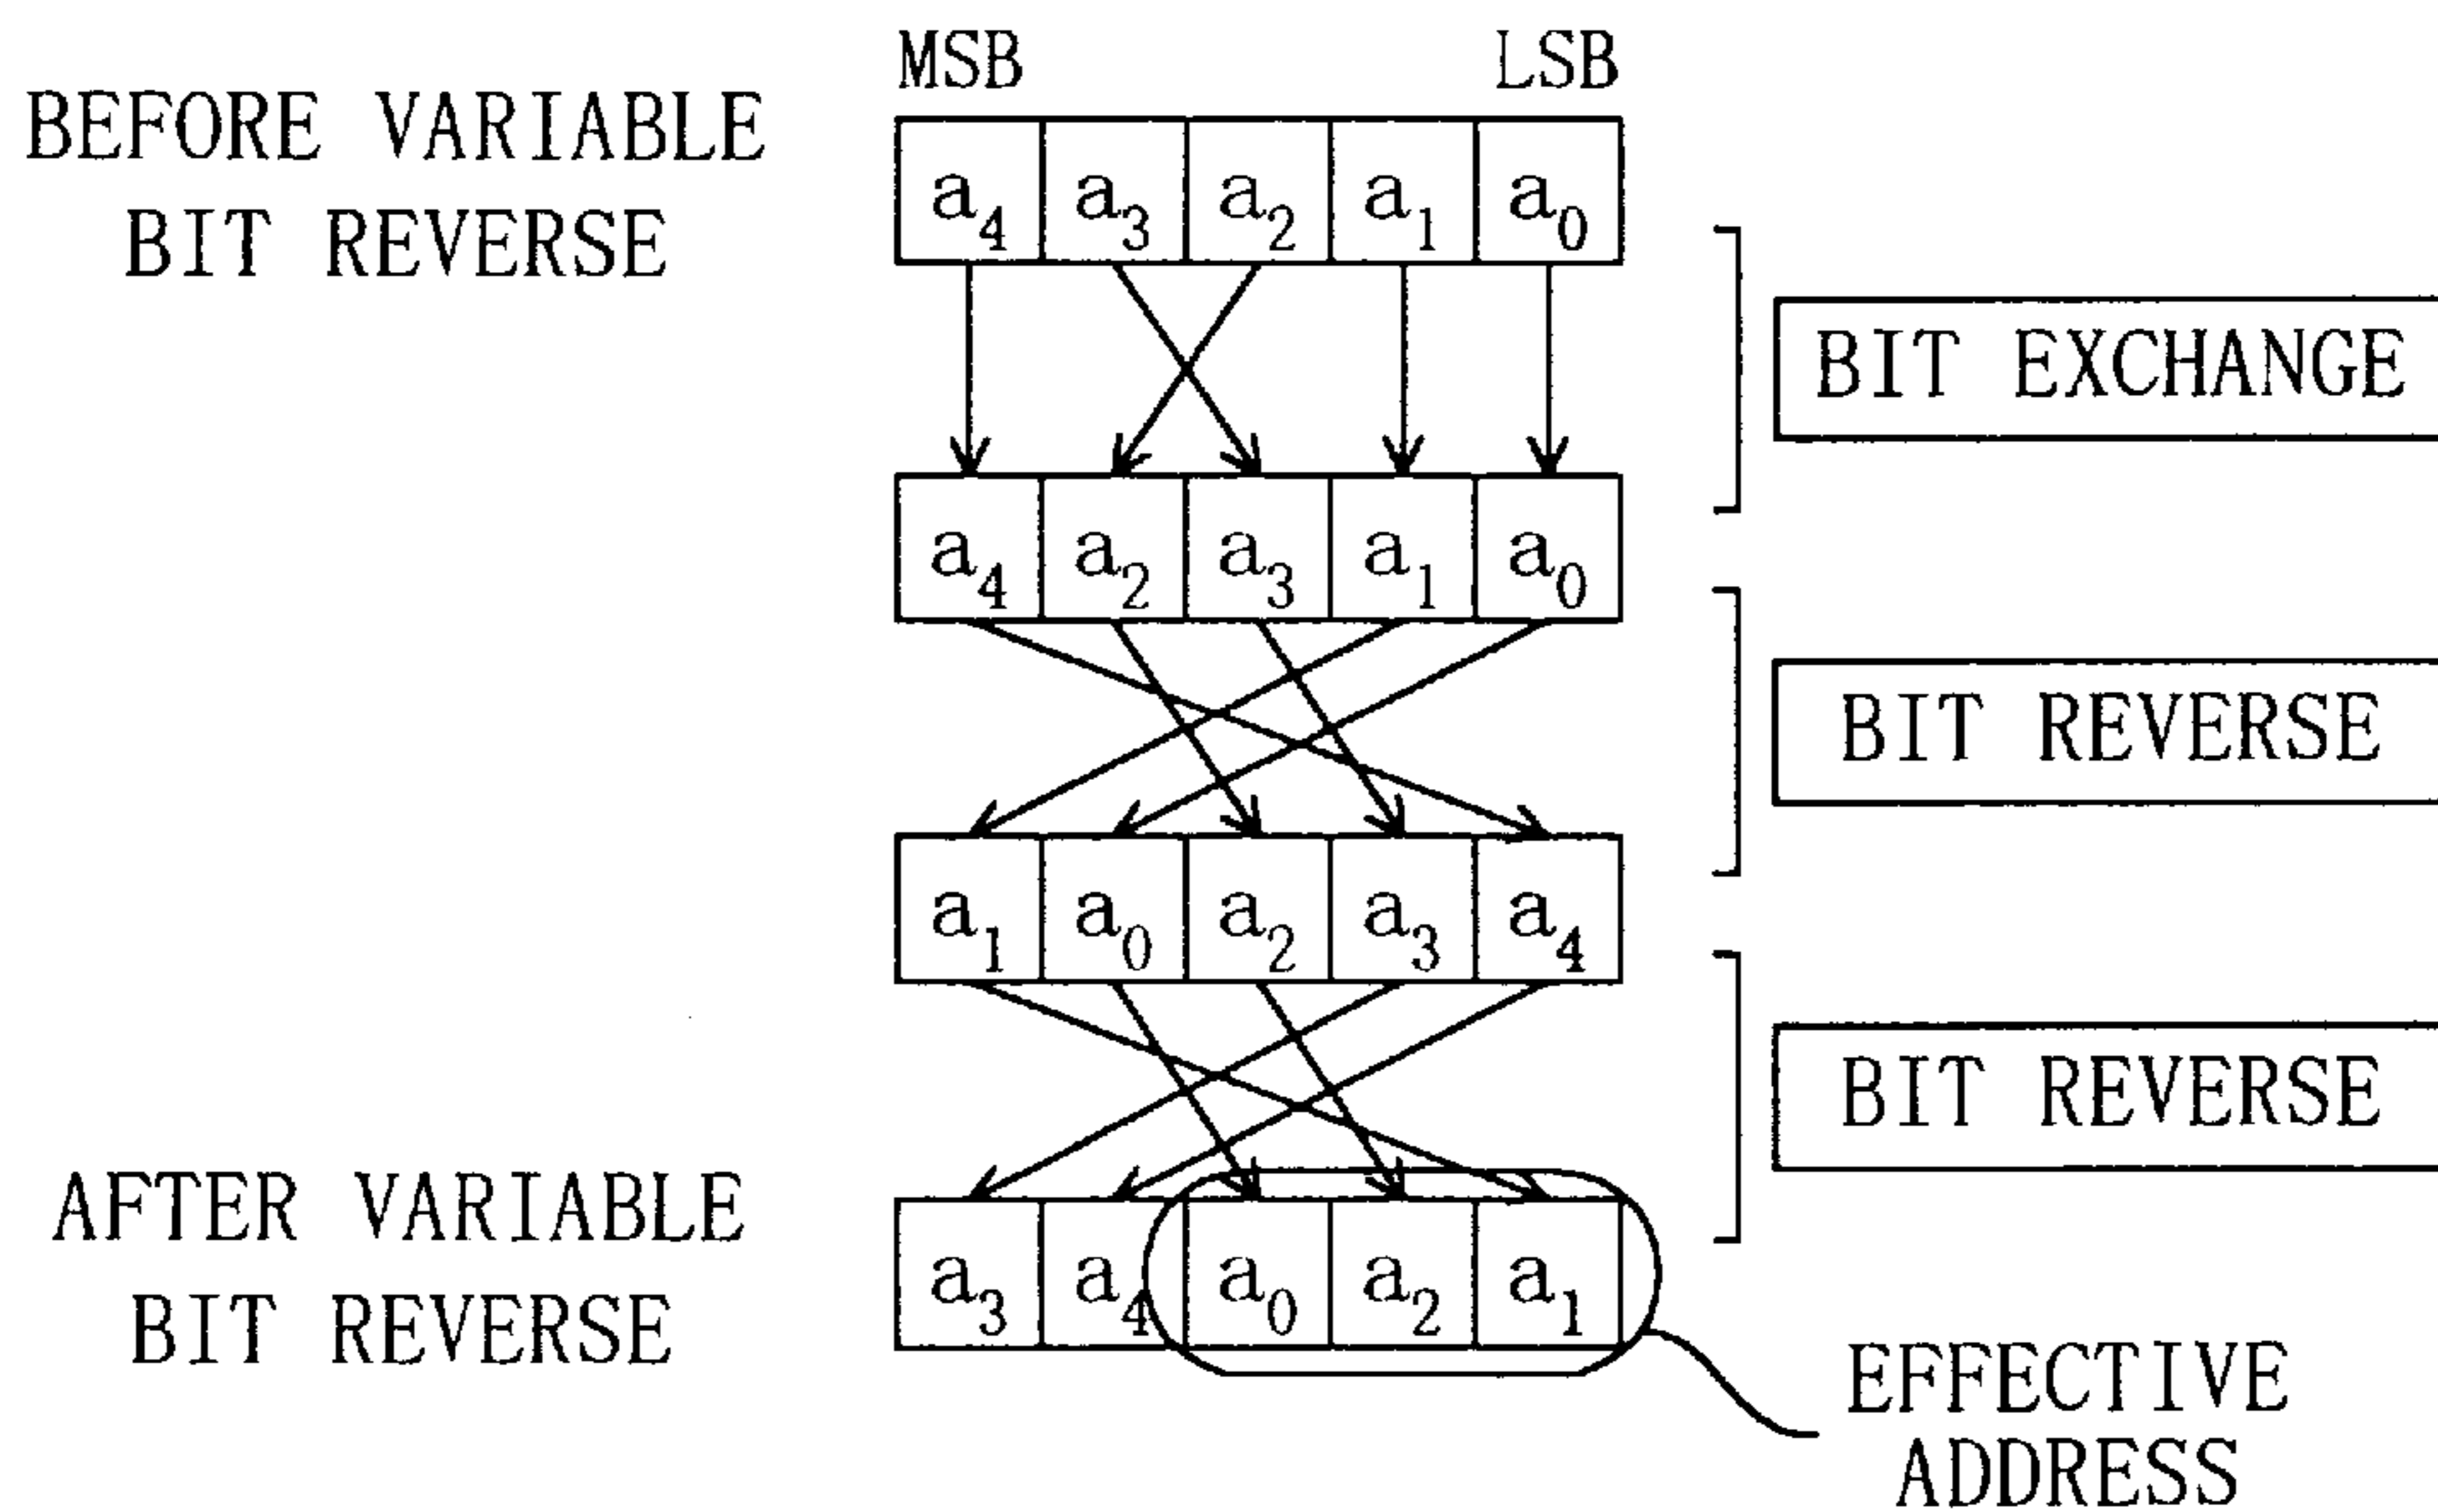 MSB LSB
BEFORE VARIABLE
BIT REVERSE
a₄ a₃ a₂ a₁ a₀
BIT EXCHANGE
a₄ a₂ a₃ a₁ a₀
BIT REVERSE
a₁ a₀ a₂ a₃ a₄
BIT REVERSE
AFTER VARIABLE
BIT REVERSE
a₃ a₄ a₀ a₂ a₁
EFFECTIVE
ADDRESS